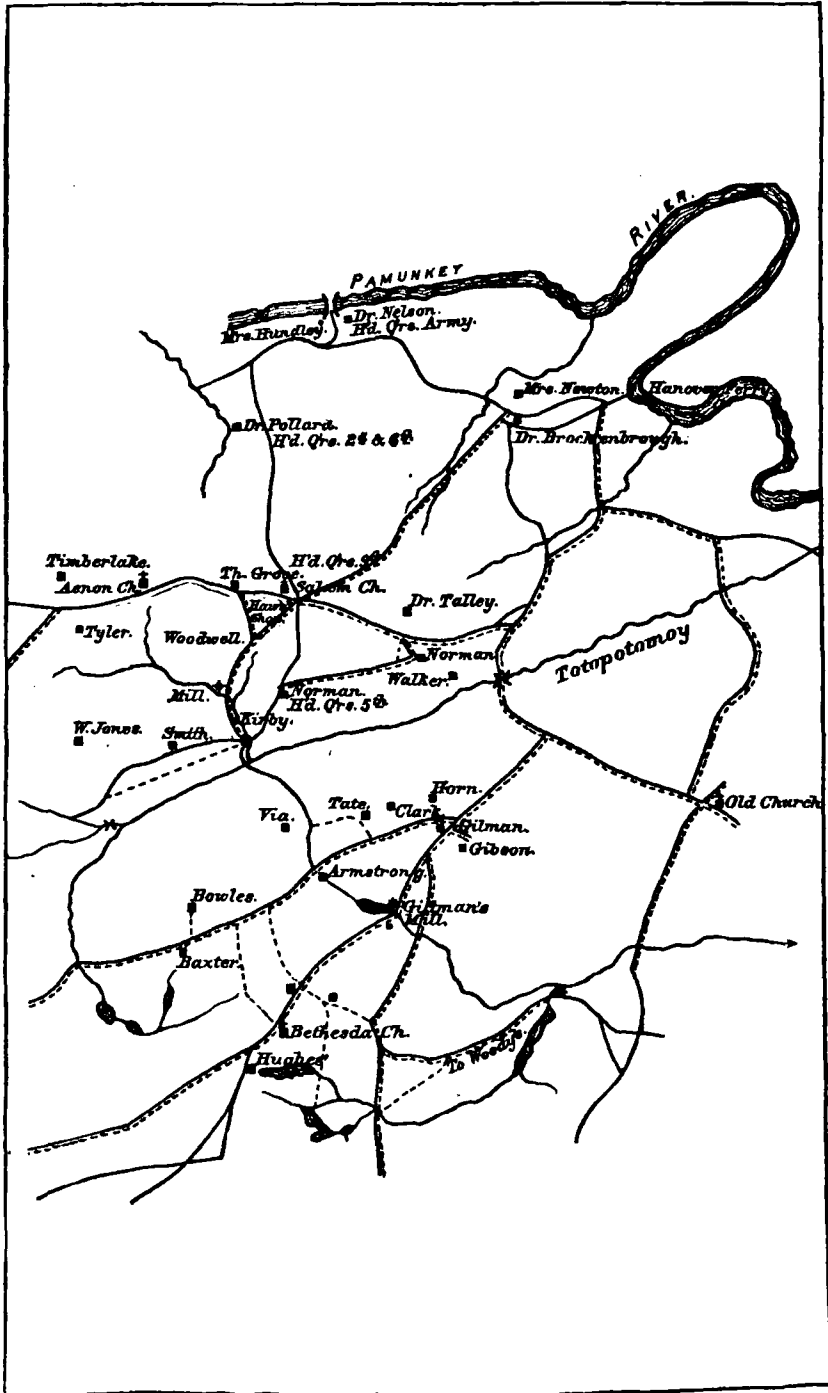 RIVER.
PAMUNKEY
Mrs. Hundley.
Dr. Nelson.
Hd. Qrs. Army.
Mrs. Newton.
Hanover Ferry
Dr. Pollard.
H'd. Qrs. 2d & 6th
Dr. Brockenbrough.
Timberlake.
Aenon Ch.
Th. Grove.
H'd. Qrs. 9th
Salem Ch.
Haws
Shop
Dr. Talley.
Tyler.
Woodwell.
Norman
Totopotomoy
Walker.
Mill.
Norman.
Hd. Qrs. 5th
Kirby.
W. Jones.
Smith.
Horn.
Old Church
Tate.
Clark
Via.
Gilman.
Gibson.
Armstrong.
Bowles.
Gilman's
Mill.
Baxter.
Bethesda Ch.
To Woody's.
Hughes